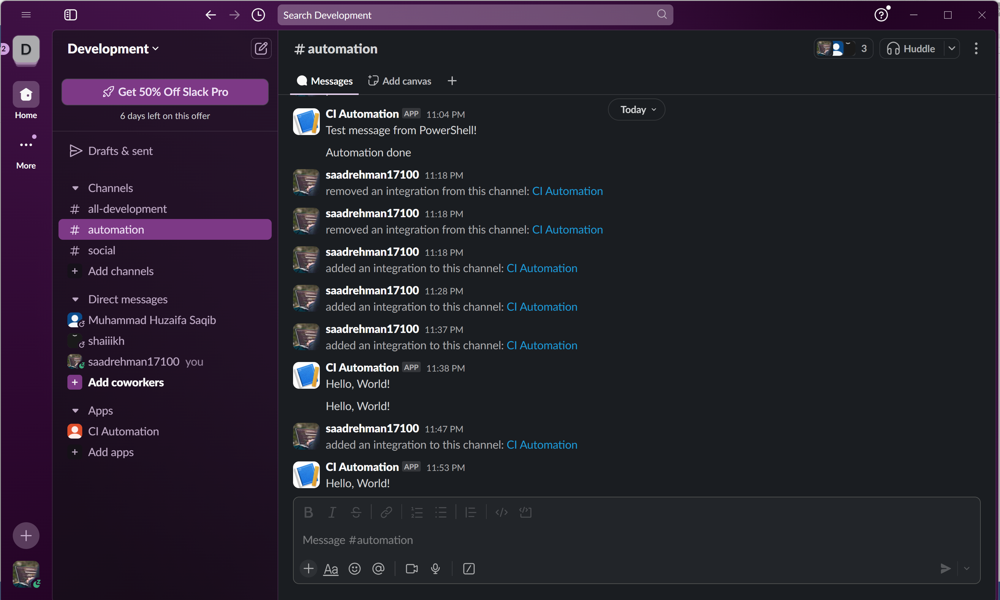 Search Development
2
D
Home
More
Development
Get 50% Off Slack Pro
6 days left on this offer
Drafts & sent
Channels
# all-development
# automation
# social
+ Add channels
Direct messages
Muhammad Huzaifa Saqib
shaiiikh
saadrehman17100 you
+ Add coworkers
Apps
CI Automation
+ Add apps
# automation
3
Huddle
Messages
Add canvas
Today
CI Automation APP 11:04 PM
Test message from PowerShell!
Automation done
saadrehman17100 11:18 PM
removed an integration from this channel: CI Automation
saadrehman17100 11:18 PM
removed an integration from this channel: CI Automation
saadrehman17100 11:18 PM
added an integration to this channel: CI Automation
saadrehman17100 11:28 PM
added an integration to this channel: CI Automation
saadrehman17100 11:37 PM
added an integration to this channel: CI Automation
CI Automation APP 11:38 PM
Hello, World!
Hello, World!
saadrehman17100 11:47 PM
added an integration to this channel: CI Automation
CI Automation APP 11:53 PM
Hello, World!
Message #automation
Aa